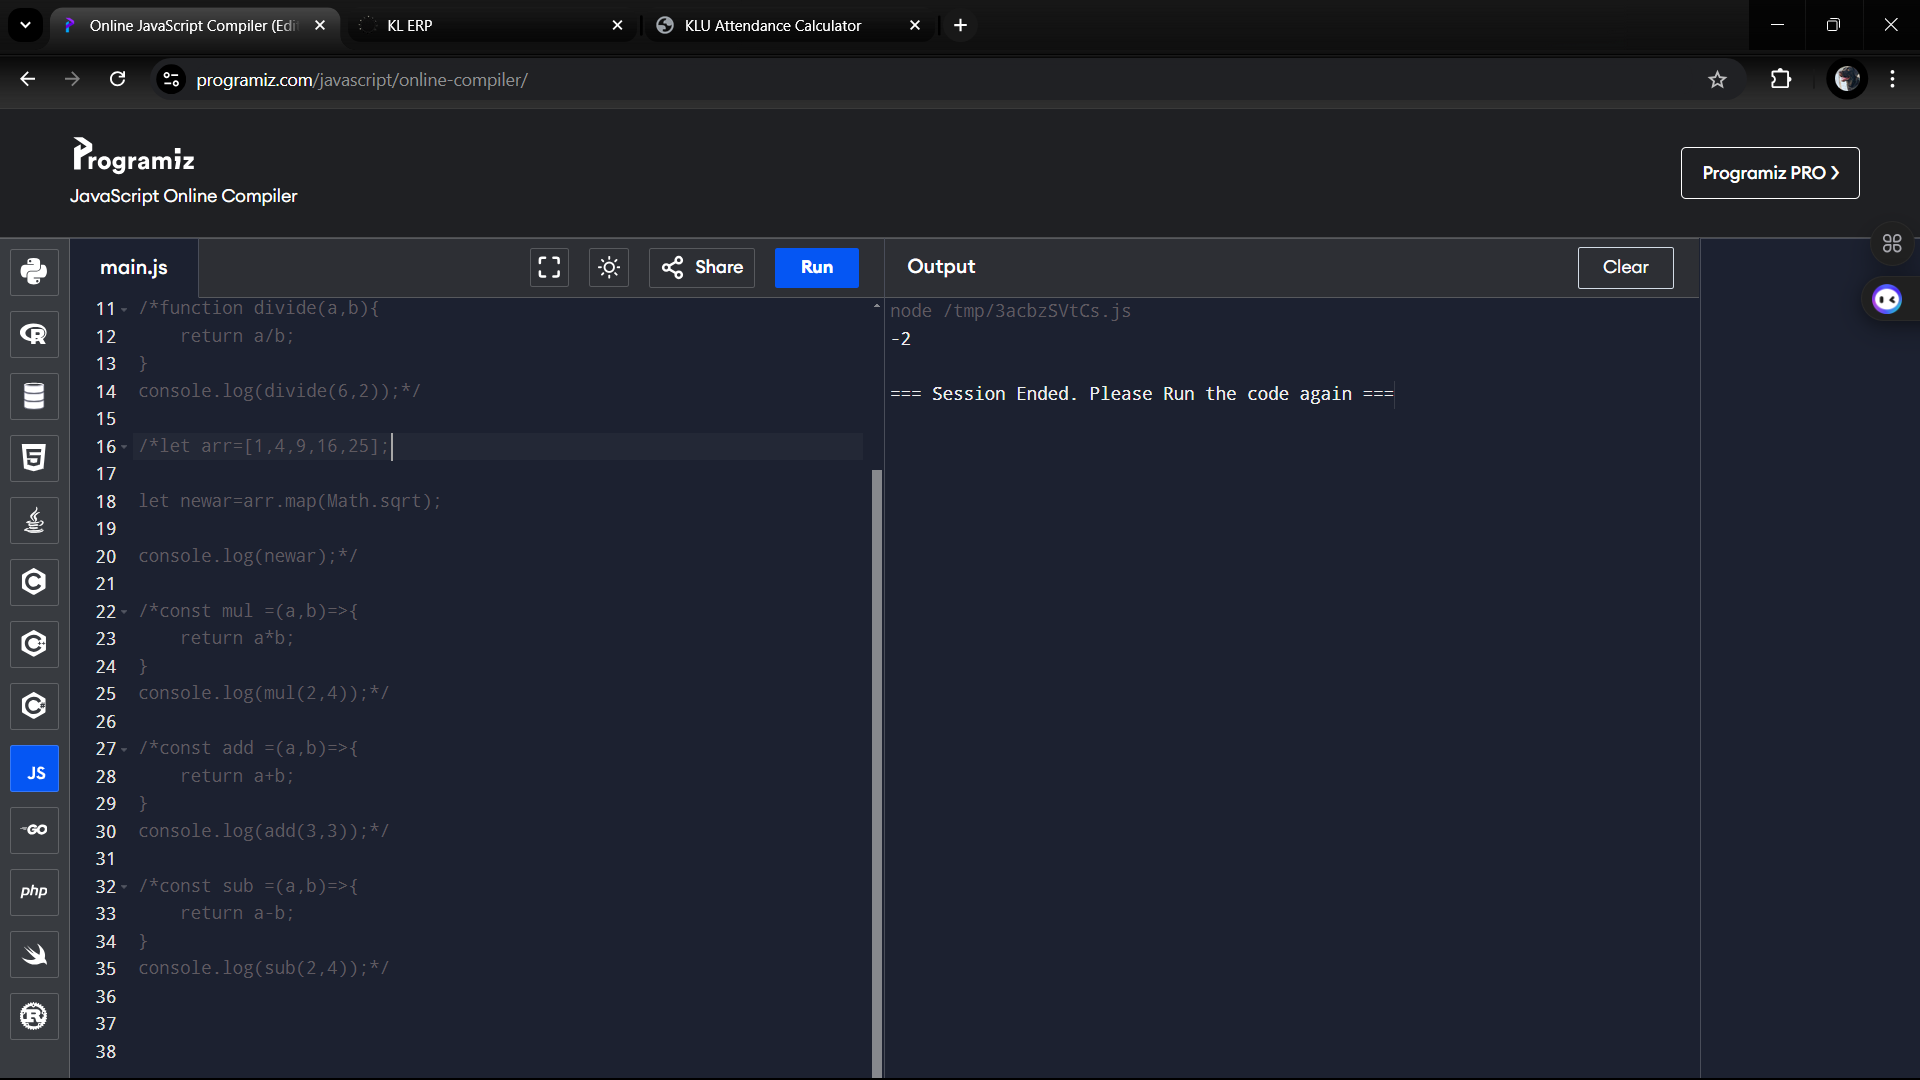 Online JavaScript Compiler (Edi
KL ERP
KLU Attendance Calculator
programiz.com/javascript/online-compiler/
Programiz
JavaScript Online Compiler
Programiz PRO ❯
main.js
Share
Run
Output
Clear
11 /*function divide(a,b){
12     return a/b;
13 }
14 console.log(divide(6,2));*/
15
16 /*let arr=[1,4,9,16,25];
17
18 let newar=arr.map(Math.sqrt);
19
20 console.log(newar);*/
21
22 /*const mul =(a,b)=>{
23     return a*b;
24 }
25 console.log(mul(2,4));*/
26
27 /*const add =(a,b)=>{
28     return a+b;
29 }
30 console.log(add(3,3));*/
31
32 /*const sub =(a,b)=>{
33     return a-b;
34 }
35 console.log(sub(2,4));*/
36
37
38
node /tmp/3acbzSVtCs.js
-2
=== Session Ended. Please Run the code again ===
R
5
C
C
C
JS
GO
php
R